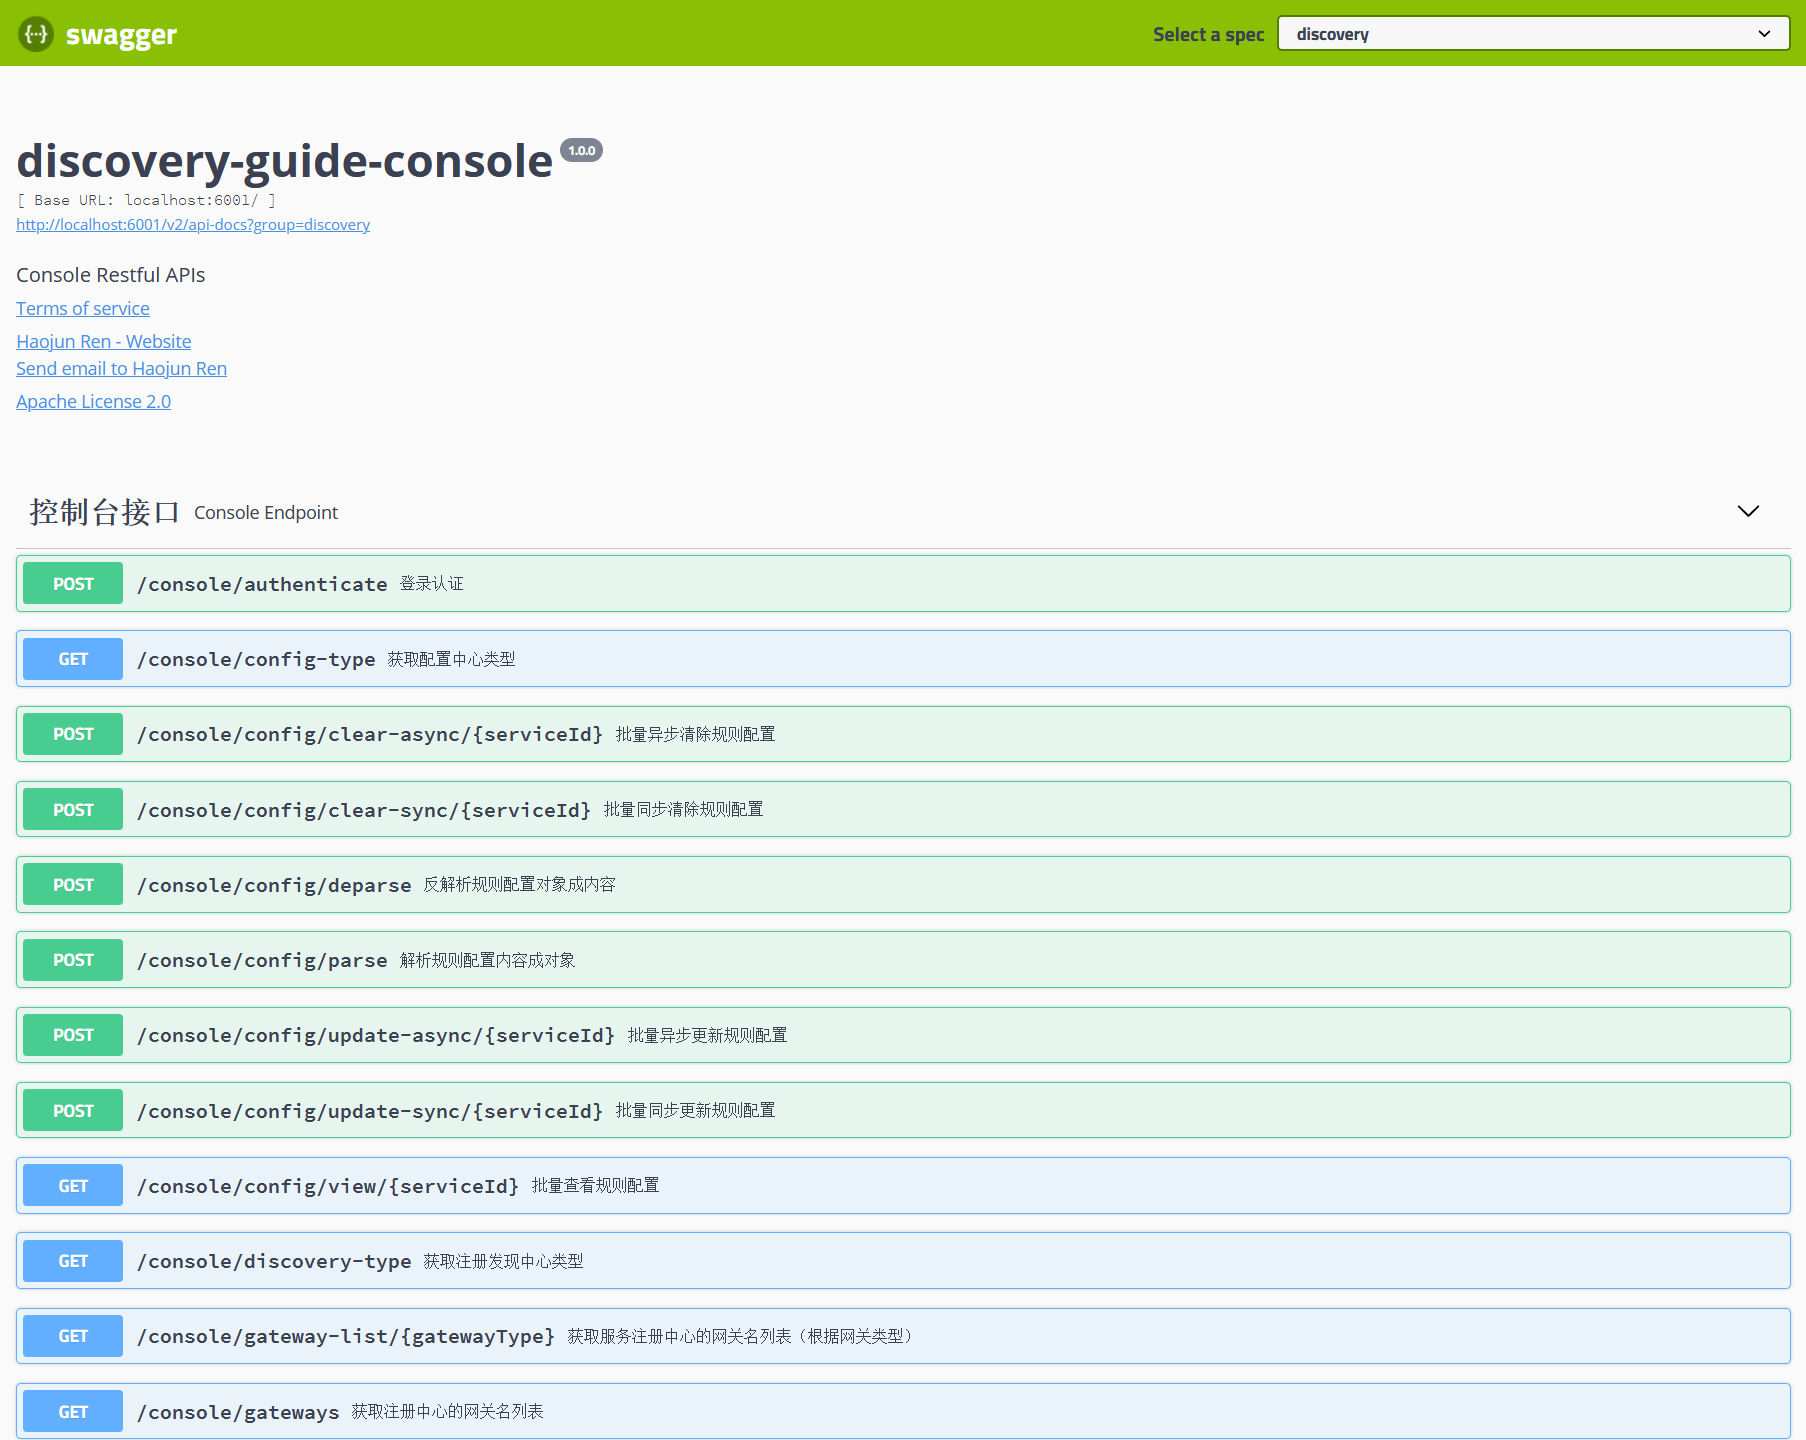 {···} swagger Select a spec discovery
discovery-guide-console 1.0.0
[ Base URL: localhost:6001/ ]
http://localhost:6001/v2/api-docs?group=discovery
Console Restful APIs
Terms of service
Haojun Ren - Website
Send email to Haojun Ren
Apache License 2.0
控制台接口 Console Endpoint
POST /console/authenticate 登录认证
GET /console/config-type 获取配置中心类型
POST /console/config/clear-async/{serviceId} 批量异步清除规则配置
POST /console/config/clear-sync/{serviceId} 批量同步清除规则配置
POST /console/config/deparse 反解析规则配置对象成内容
POST /console/config/parse 解析规则配置内容成对象
POST /console/config/update-async/{serviceId} 批量异步更新规则配置
POST /console/config/update-sync/{serviceId} 批量同步更新规则配置
GET /console/config/view/{serviceId} 批量查看规则配置
GET /console/discovery-type 获取注册发现中心类型
GET /console/gateway-list/{gatewayType} 获取服务注册中心的网关名列表（根据网关类型）
GET /console/gateways 获取注册中心的网关名列表